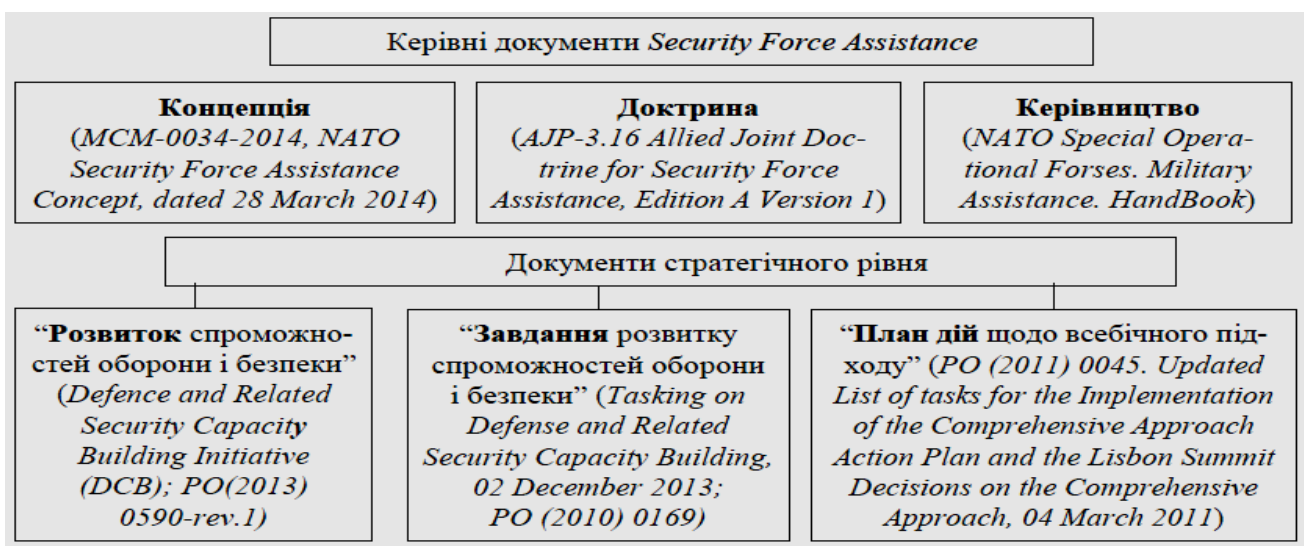 Керівні документи Security Force Assistance
Концепція
(MCM-0034-2014, NATO
Security Force Assistance
Concept, dated 28 March 2014)
Доктрина
(AJP-3.16 Allied Joint Doc-
trine for Security Force
Assistance, Edition A Version 1)
Керівництво
(NATO Special Opera-
tional Forses. Military
Assistance. HandBook)
Документи стратегічного рівня
“Розвиток спроможно-
стей оборони і безпеки”
(Defence and Related
Security Capacity
Building Initiative
(DCB); PO(2013)
0590-rev.1)
“Завдання розвитку
спроможностей оборони
і безпеки” (Tasking on
Defense and Related
Security Capacity Building,
02 December 2013;
PO (2010) 0169)
“План дій щодо всебічного під-
ходу” (PO (2011) 0045. Updated
List of tasks for the Implementation
of the Comprehensive Approach
Action Plan and the Lisbon Summit
Decisions on the Comprehensive
Approach, 04 March 2011)